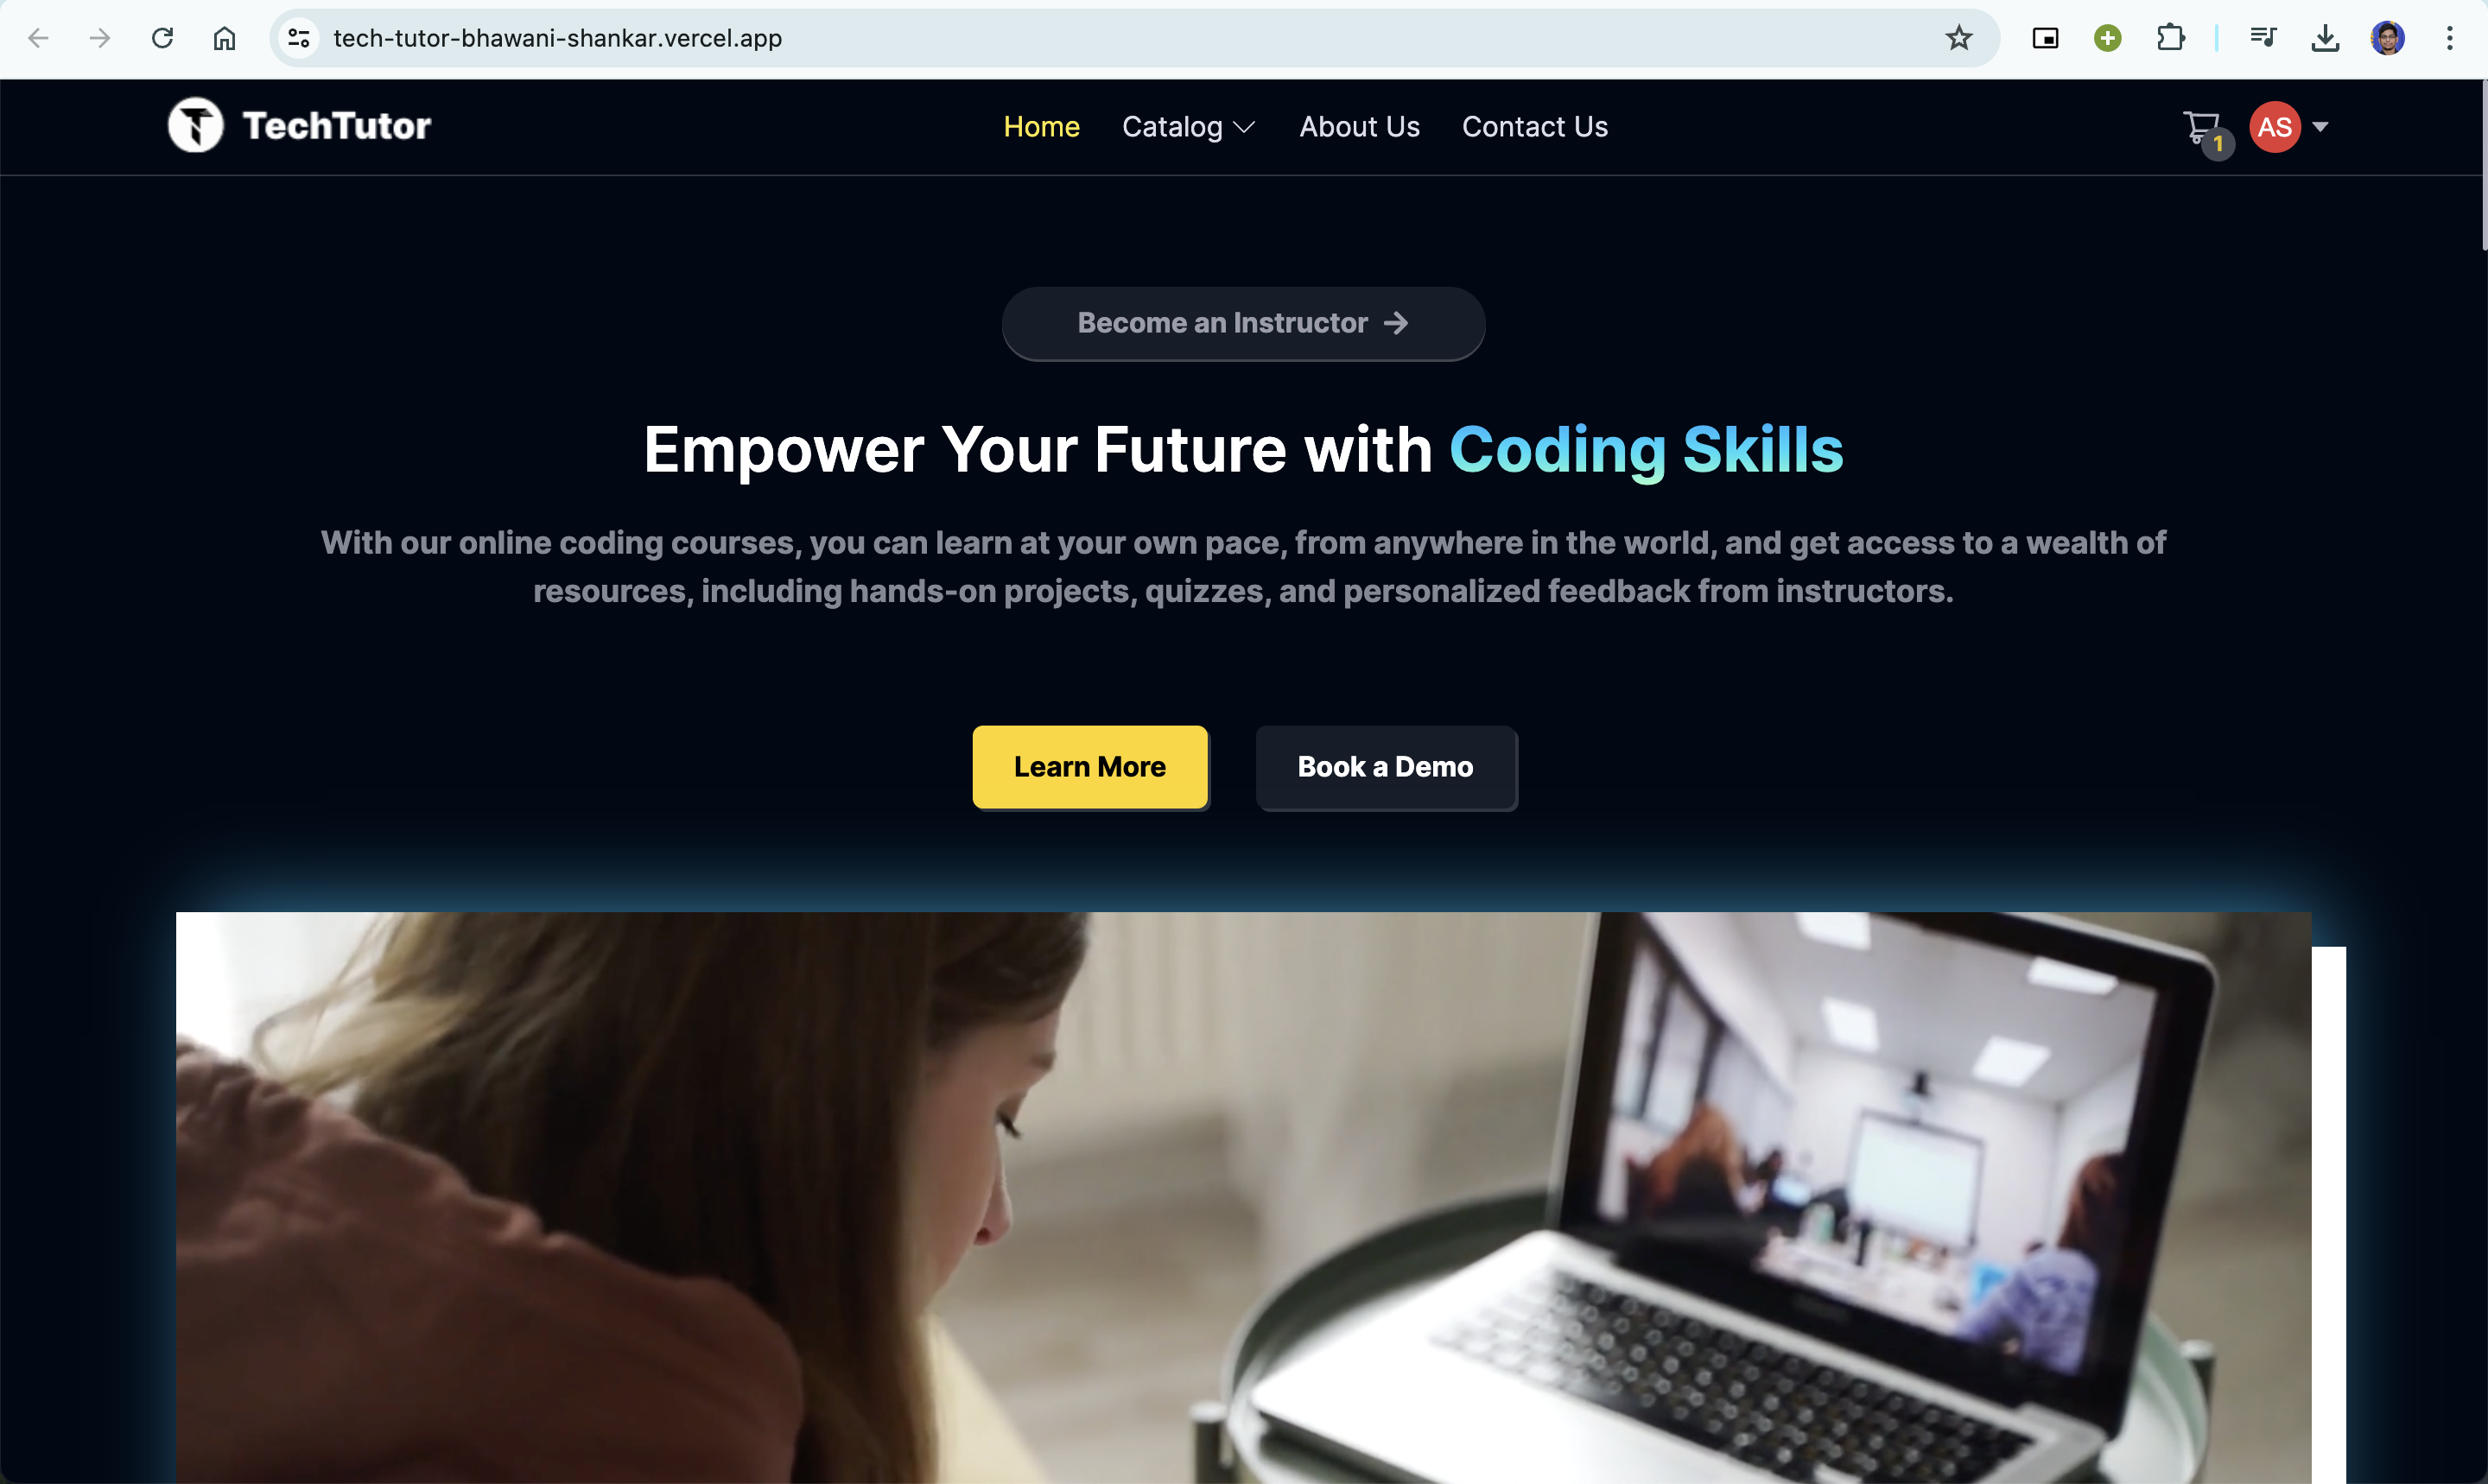 tech-tutor-bhawani-shankar.vercel.app
TechTutor
Home Catalog About Us Contact Us
1
AS
Become an Instructor →
Empower Your Future with Coding Skills
With our online coding courses, you can learn at your own pace, from anywhere in the world, and get access to a wealth of
resources, including hands-on projects, quizzes, and personalized feedback from instructors.
Learn More Book a Demo